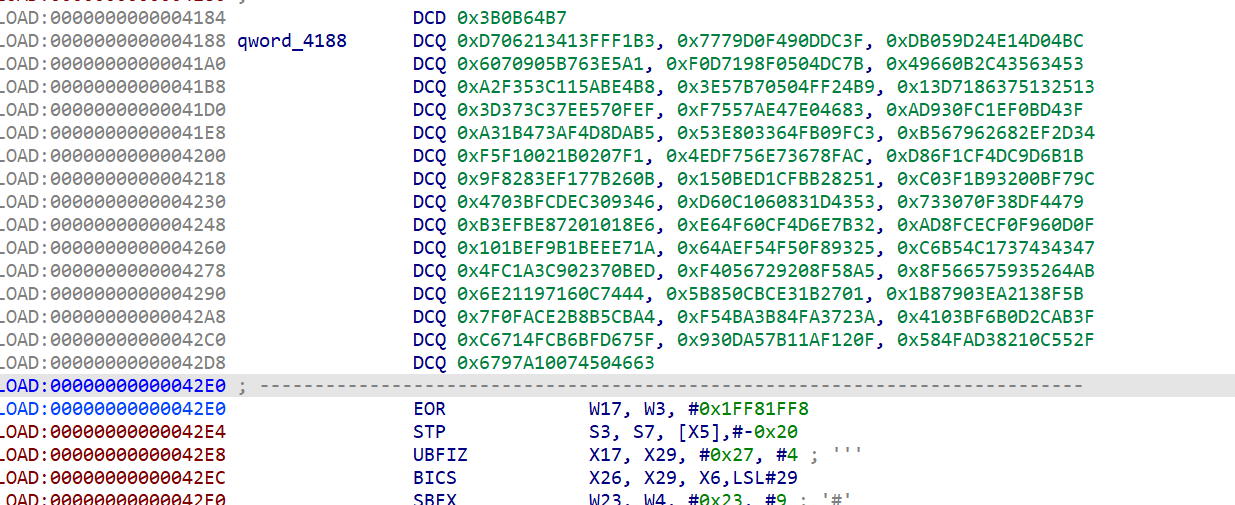 LOAD:0000000000004184 DCD 0x3B0B64B7
LOAD:0000000000004188 qword_4188 DCQ 0xD706213413FFF1B3, 0x7779D0F490DDC3F, 0xDB059D24E14D04BC
LOAD:00000000000041A0 DCQ 0x6070905B763E5A1, 0xF0D7198F0504DC7B, 0x49660B2C43563453
LOAD:00000000000041B8 DCQ 0xA2F353C115ABE4B8, 0x3E57B70504FF24B9, 0x13D7186375132513
LOAD:00000000000041D0 DCQ 0x3D373C37EE570FEF, 0xF7557AE47E04683, 0xAD930FC1EF0BD43F
LOAD:00000000000041E8 DCQ 0xA31B473AF4D8DAB5, 0x53E803364FB09FC3, 0xB567962682EF2D34
LOAD:0000000000004200 DCQ 0xF5F10021B0207F1, 0x4EDF756E73678FAC, 0xD86F1CF4DC9D6B1B
LOAD:0000000000004218 DCQ 0x9F8283EF177B260B, 0x150BED1CFBB28251, 0xC03F1B93200BF79C
LOAD:0000000000004230 DCQ 0x4703BFCDEC309346, 0xD60C1060831D4353, 0x733070F38DF4479
LOAD:0000000000004248 DCQ 0xB3EFBE87201018E6, 0xE64F60CF4D6E7B32, 0xAD8FCECF0F960D0F
LOAD:0000000000004260 DCQ 0x101BEF9B1BEEE71A, 0x64AEF54F50F89325, 0xC6B54C1737434347
LOAD:0000000000004278 DCQ 0x4FC1A3C902370BED, 0xF4056729208F58A5, 0x8F566575935264AB
LOAD:0000000000004290 DCQ 0x6E21197160C7444, 0x5B850CBCE31B2701, 0x1B87903EA2138F5B
LOAD:00000000000042A8 DCQ 0x7F0FACE2B8B5CBA4, 0xF54BA3B84FA3723A, 0x4103BF6B0D2CAB3F
LOAD:00000000000042C0 DCQ 0xC6714FCB6BFD675F, 0x930DA57B11AF120F, 0x584FAD38210C552F
LOAD:00000000000042D8 DCQ 0x6797A10074504663
LOAD:00000000000042E0 ; ---------------------------------------------------------------------------
LOAD:00000000000042E0 EOR W17, W3, #0x1FF81FF8
LOAD:00000000000042E4 STP S3, S7, [X5],#-0x20
LOAD:00000000000042E8 UBFIZ X17, X29, #0x27, #4 ; '''
LOAD:00000000000042EC BICS X26, X29, X6,LSL#29
LOAD:00000000000042F0 SBFX W23, W4, #0x23, #9 ; '#'